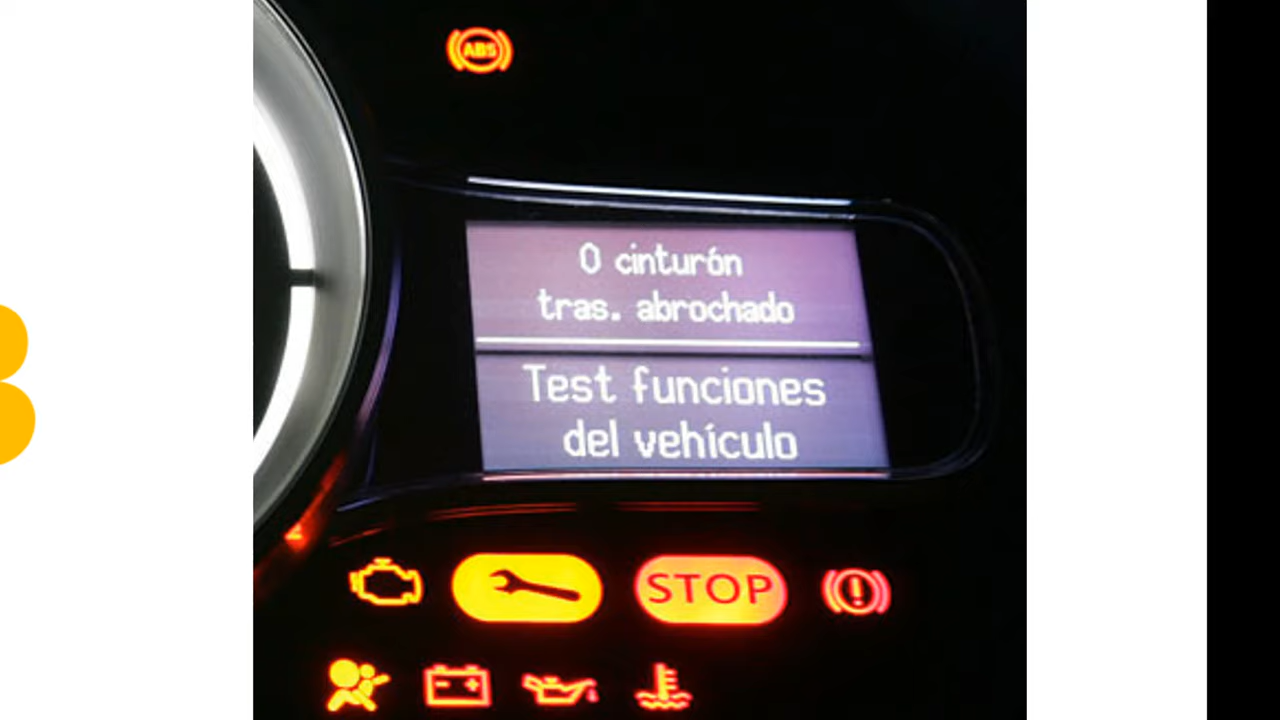 ABS
0 cinturón
tras. abrochado
Test funciones
del vehículo
STOP